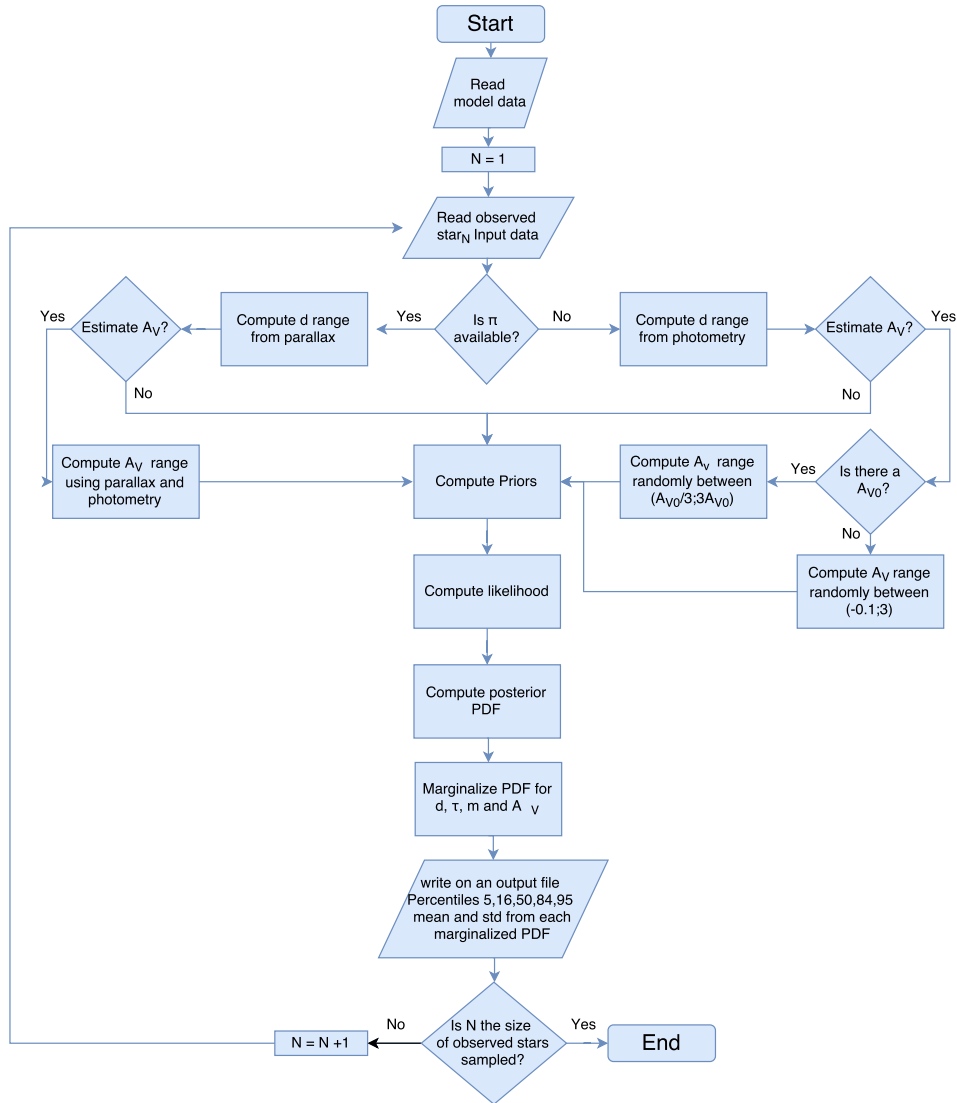 Start
Read
model data
N = 1
Read observed
starN Input data
Yes
Estimate AV?
Compute d range
from parallax
Yes
Is π
available?
No
Compute d range
from photometry
Estimate AV?
Yes
No
No
Compute AV range
using parallax and
photometry
Compute Priors
Compute Av range
randomly between
(AV0/3;3AV0)
Yes
Is there a
AV0?
No
Compute AV range
randomly between
(-0.1;3)
Compute likelihood
Compute posterior
PDF
Marginalize PDF for
d, τ, m and A V
write on an output file
Percentiles 5,16,50,84,95
mean and std from each
marginalized PDF
N = N +1
No
Is N the size
of observed stars
sampled?
Yes
End